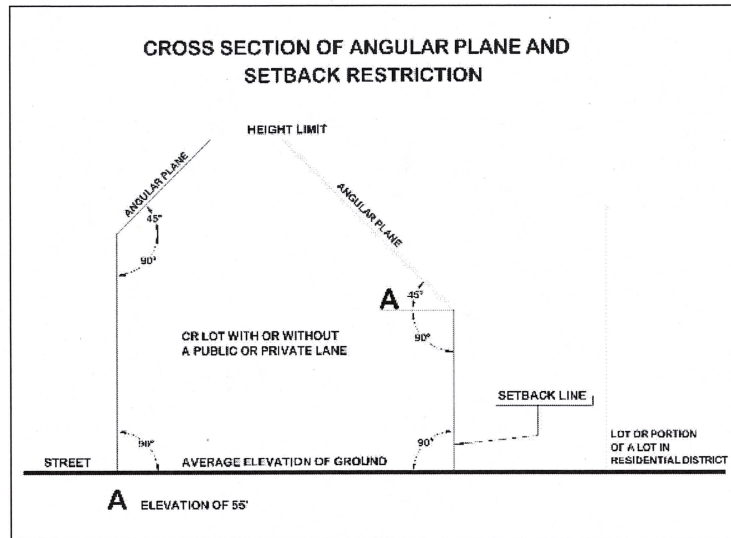 CROSS SECTION OF ANGULAR PLANE AND
SETBACK RESTRICTION
HEIGHT LIMIT
ANGULAR PLANE
ANGULAR PLANE
45°
90°
45°
A
90°
CR LOT WITH OR WITHOUT
A PUBLIC OR PRIVATE LANE
SETBACK LINE
90°
90°
STREET
AVERAGE ELEVATION OF GROUND
LOT OR PORTION
OF A LOT IN
RESIDENTIAL DISTRICT
A ELEVATION OF 55'